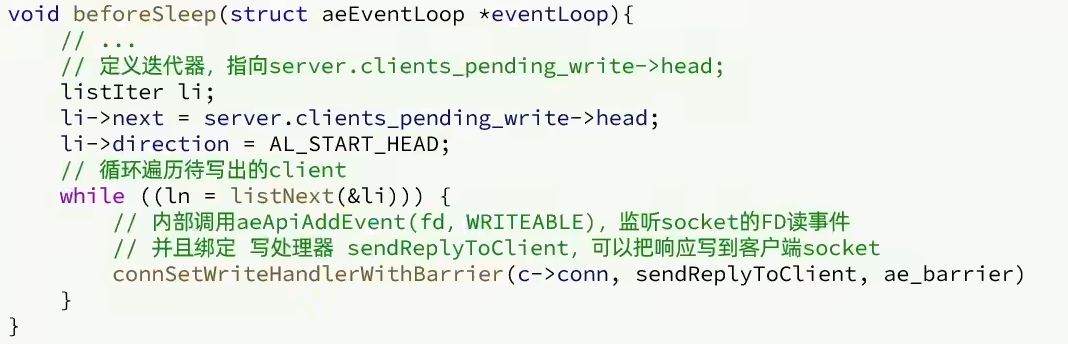 void beforeSleep(struct aeEventLoop *eventLoop){
// ...
// 定义迭代器，指向server.clients_pending_write->head;
listIter li;
li->next = server.clients_pending_write->head;
li->direction = AL_START_HEAD;
// 循环遍历待写出的client
while ((ln = listNext(&li))) {
// 内部调用aeApiAddEvent(fd, WRITEABLE)，监听socket的FD读事件
// 并且绑定 写处理器 sendReplyToClient，可以把响应写到客户端socket
connSetWriteHandlerWithBarrier(c->conn, sendReplyToClient, ae_barrier)
}
}